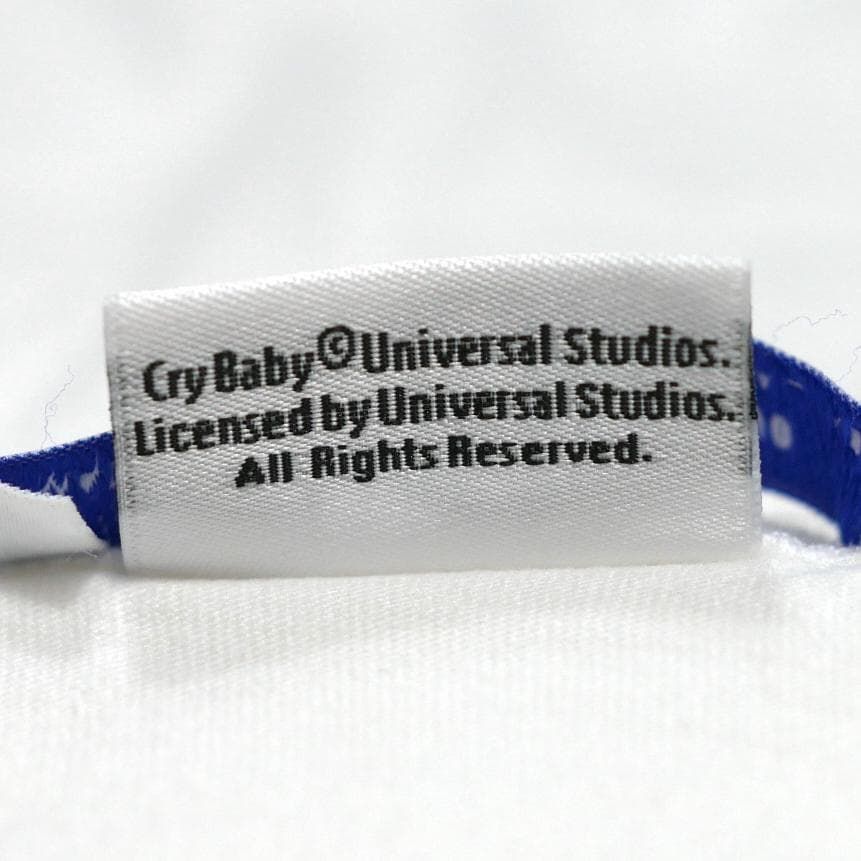 Cry Baby © Universal Studios.
Licensed by Universal Studios.
All Rights Reserved.